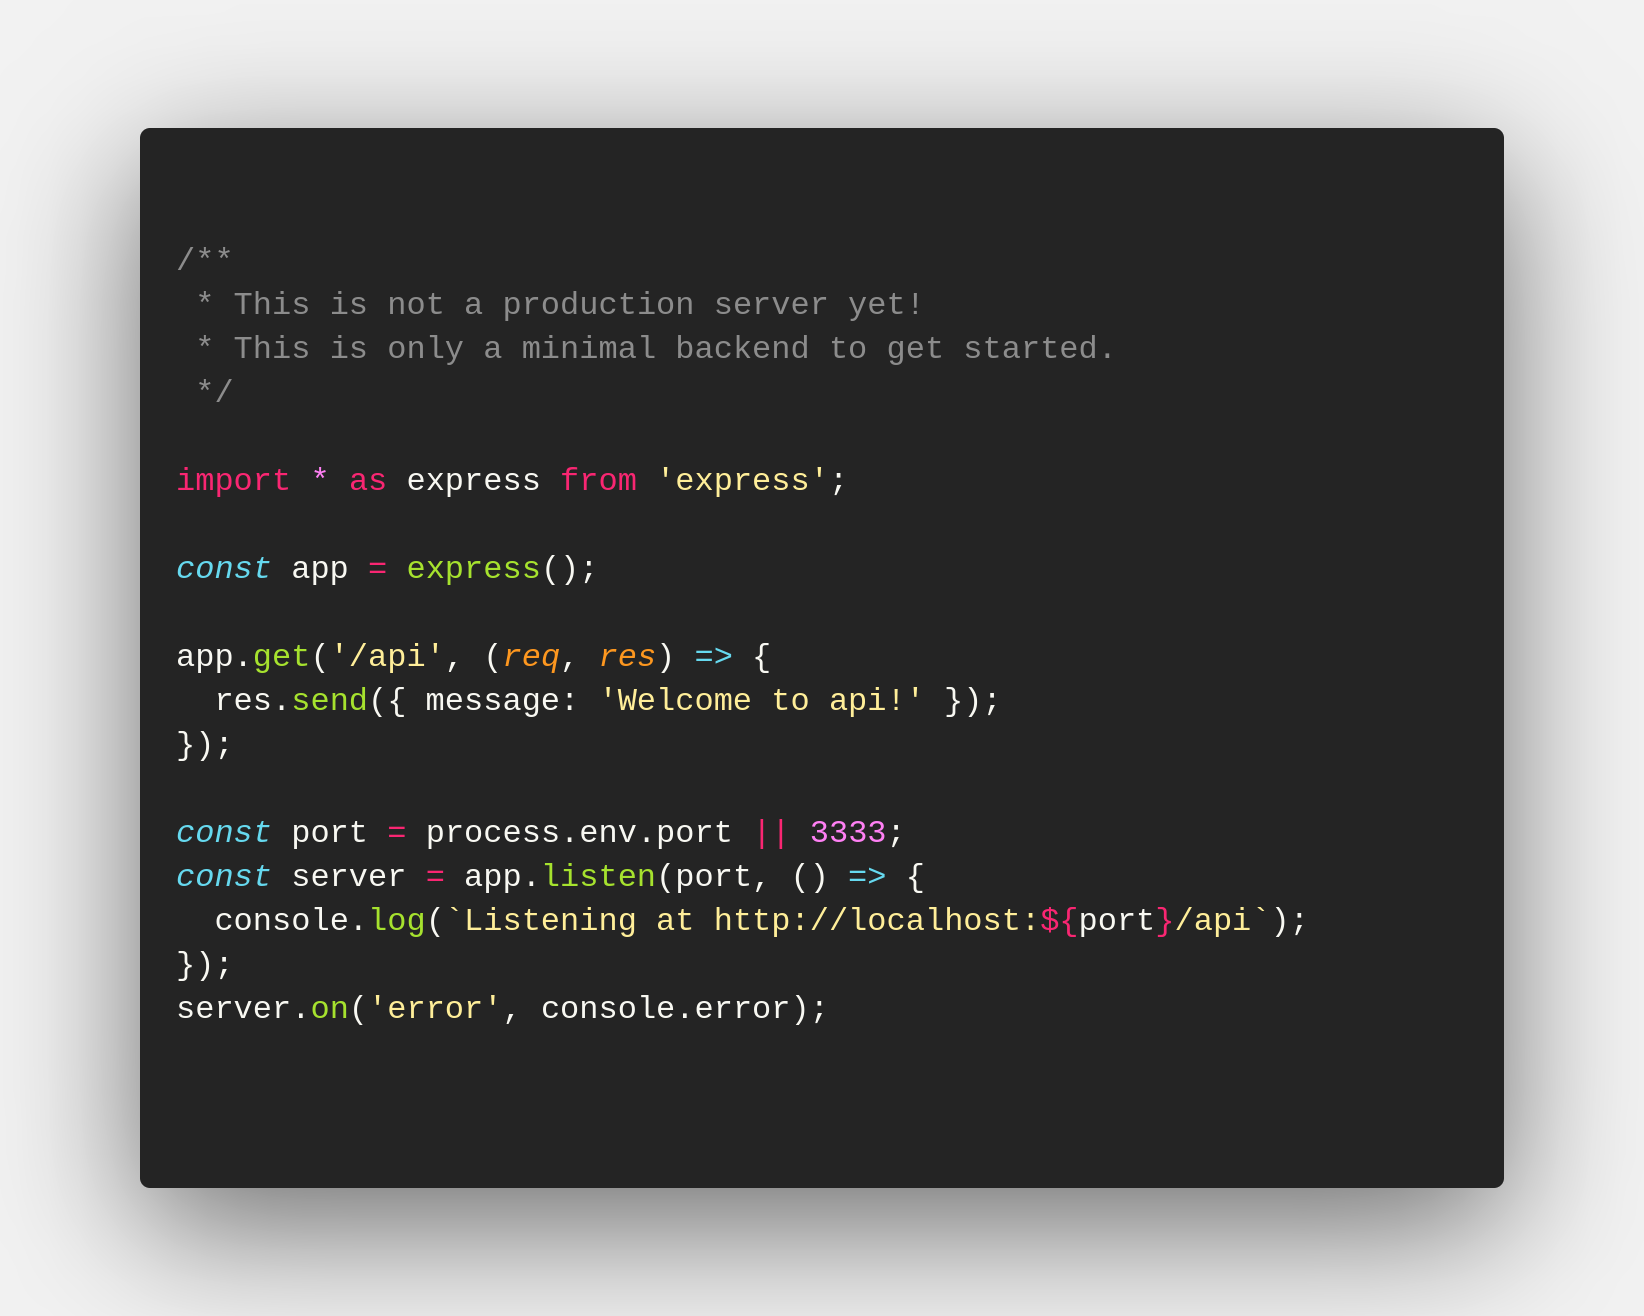 /**
 * This is not a production server yet!
 * This is only a minimal backend to get started.
 */

import * as express from 'express';

const app = express();

app.get('/api', (req, res) => {
  res.send({ message: 'Welcome to api!' });
});

const port = process.env.port || 3333;
const server = app.listen(port, () => {
  console.log(`Listening at http://localhost:${port}/api`);
});
server.on('error', console.error);